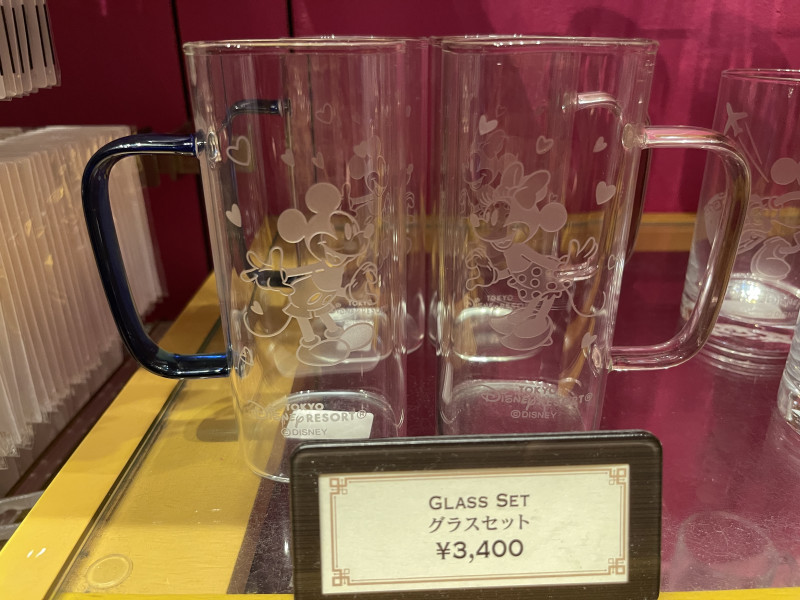 TOKYO
DISNEY RESORT®
©DISNEY
TOKYO
DISNEY RESORT®
©DISNEY
GLASS SET
グラスセット
¥3,400